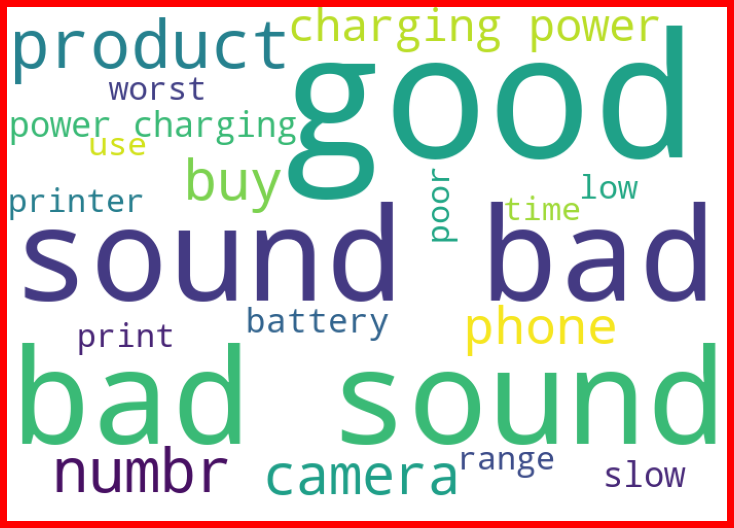 charging power
product
good
worst
power charging
use
buy
poor
low
printer
time
sound bad
battery
phone
print
bad sound
numbr
camera
range
slow